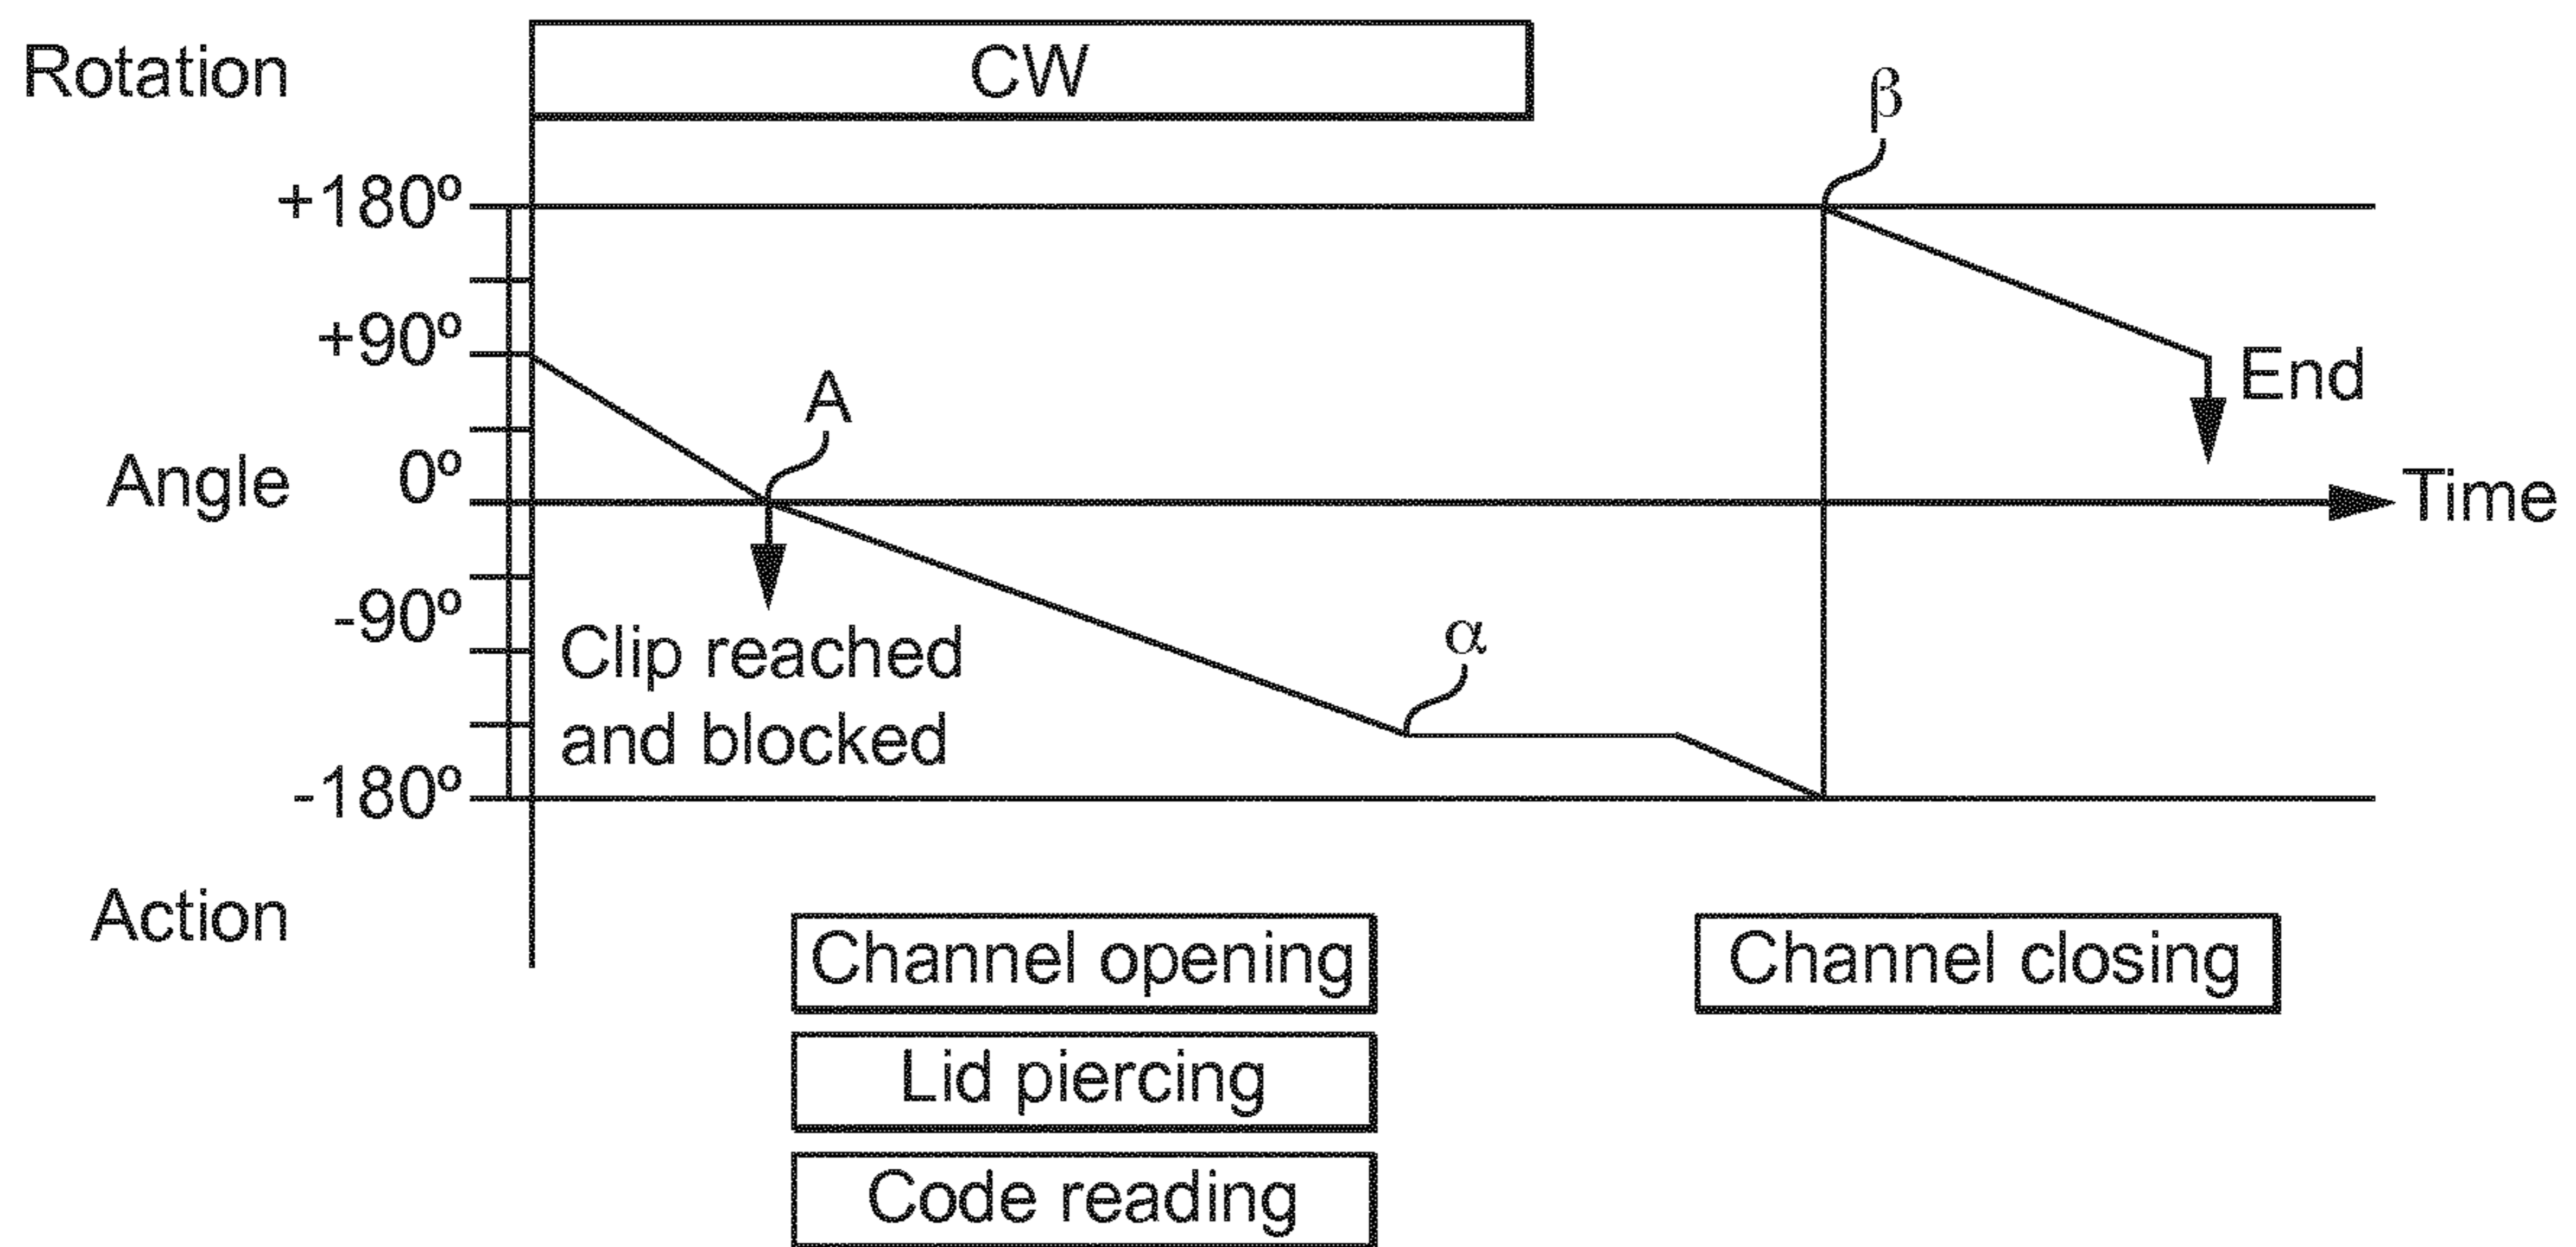 Rotation
CW
β
+180º
+90º
A
End
Angle
0º
Time
-90º
Clip reached
and blocked
α
-180º
Action
Channel opening
Channel closing
Lid piercing
Code reading